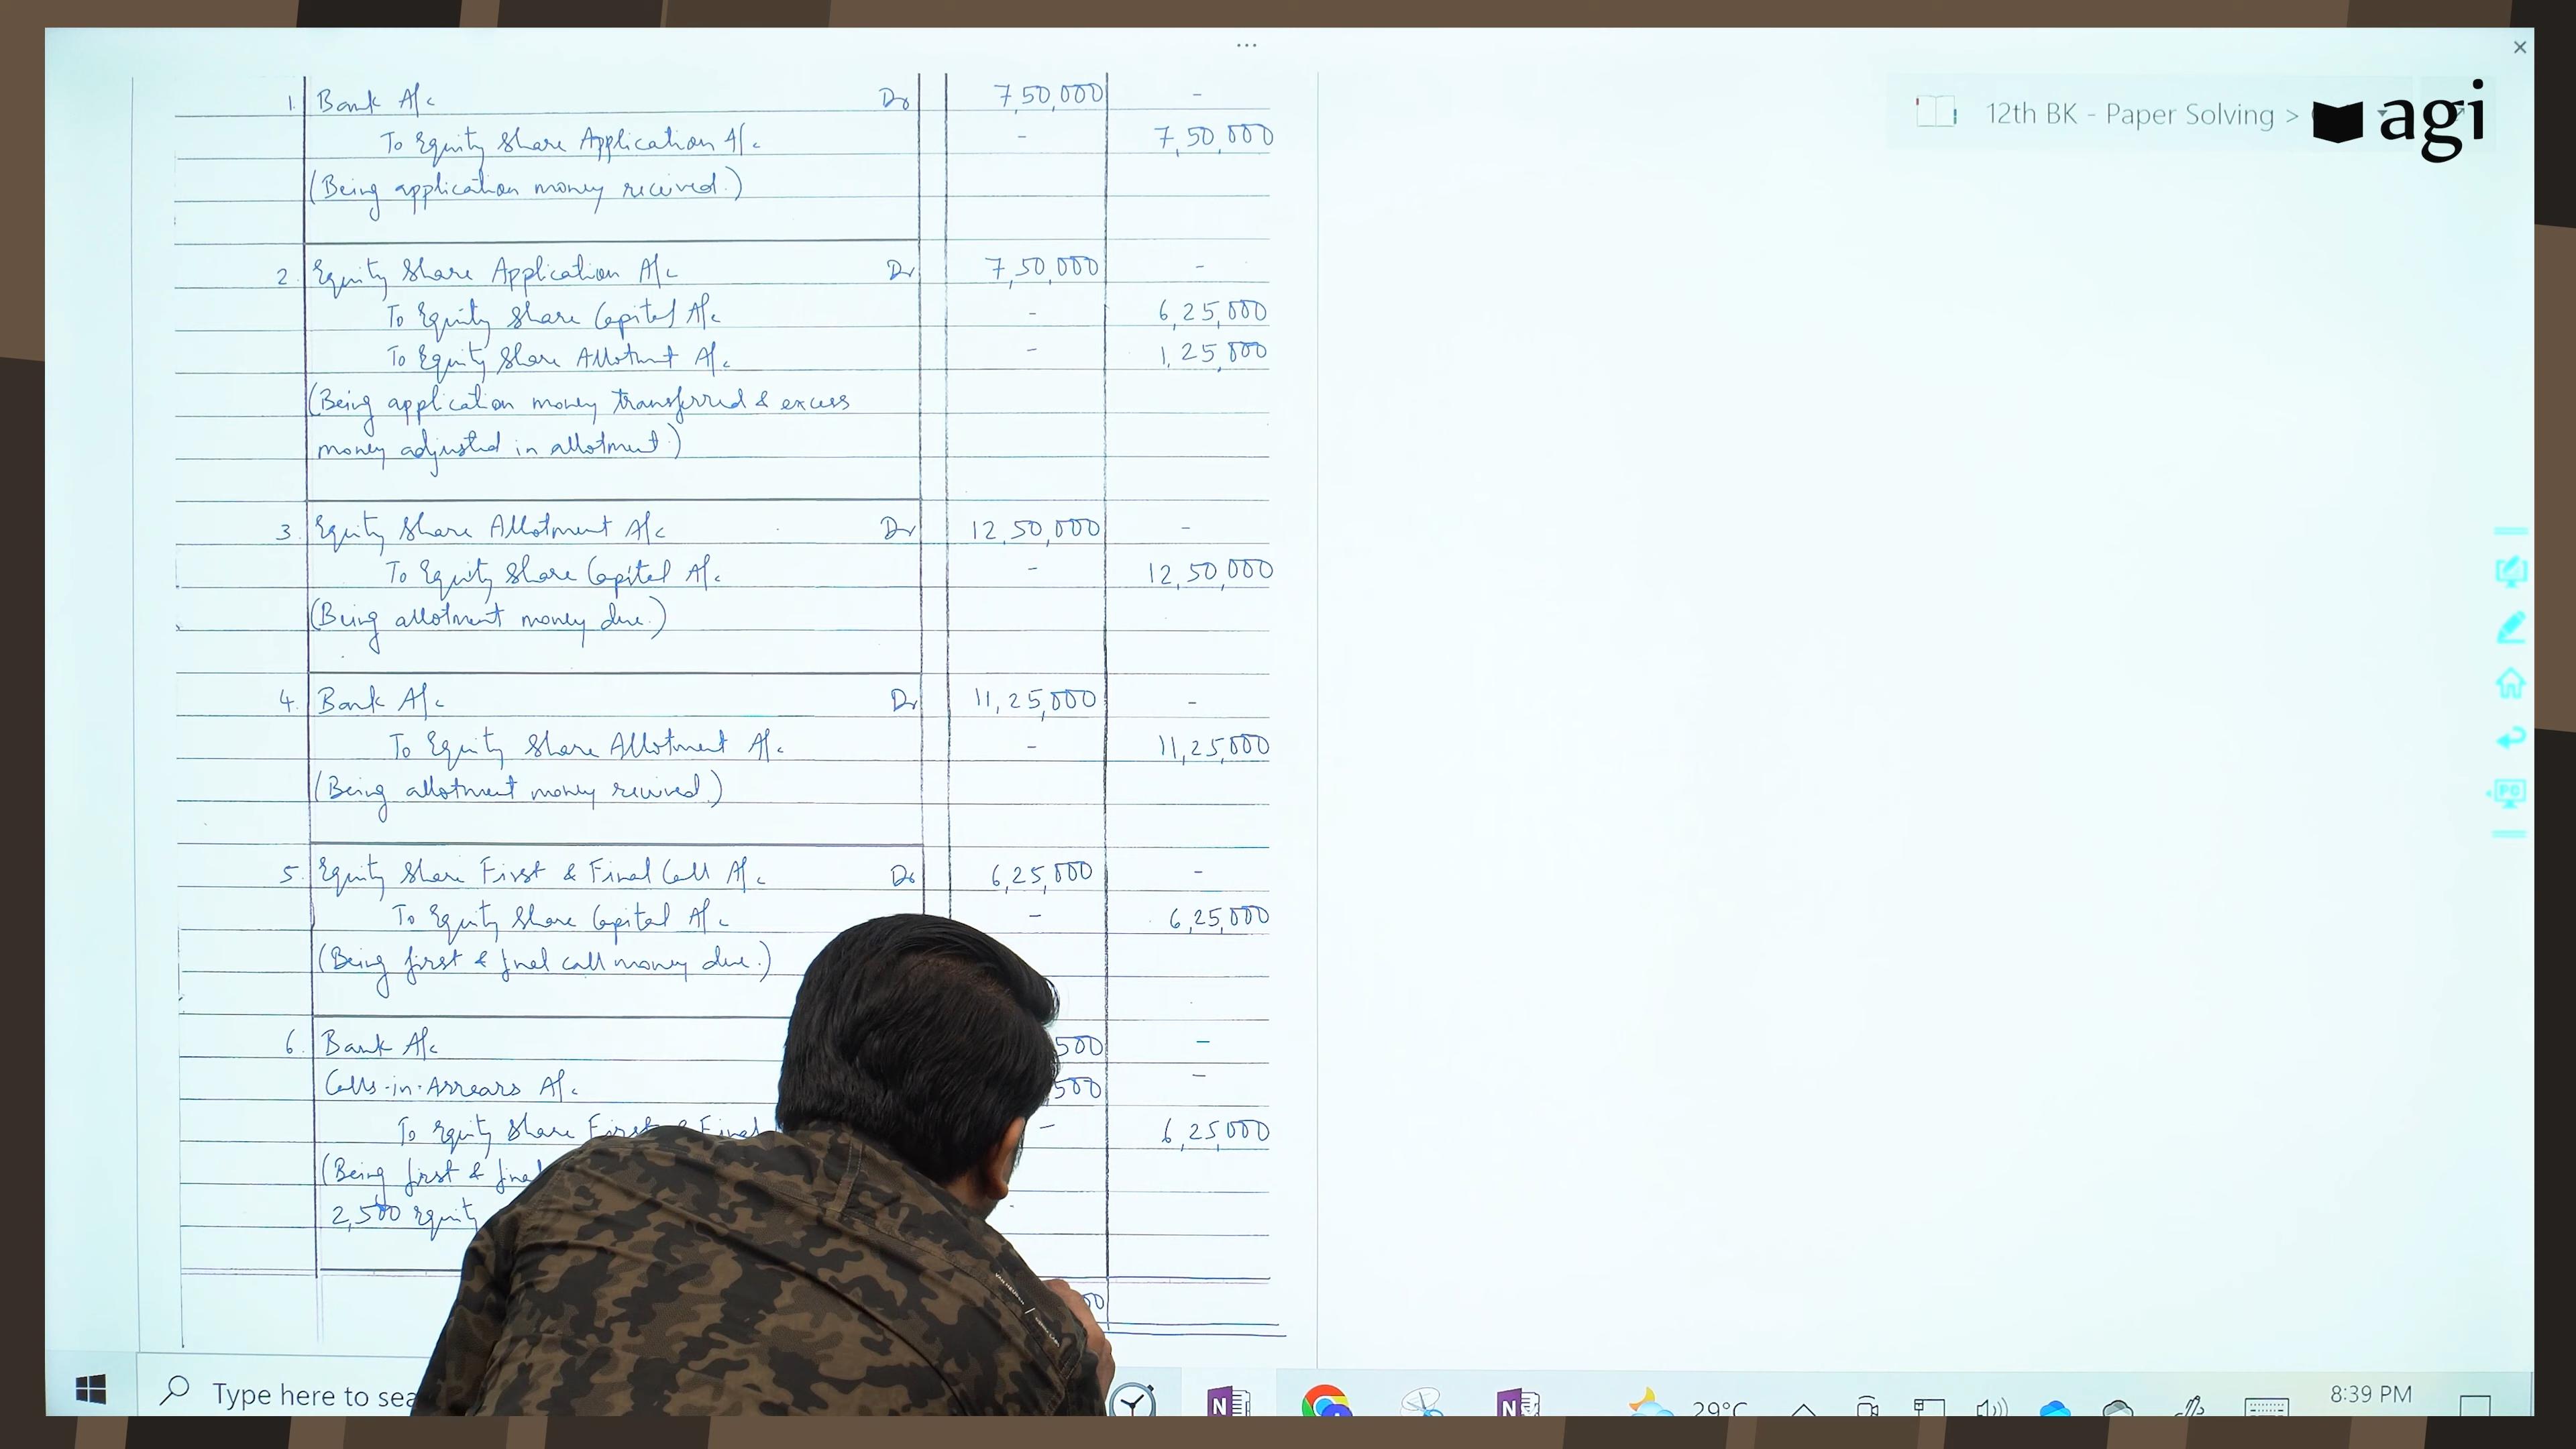 12th BK - Paper Solving >
agi
1. Bank A/c Dr 7,50,000 -
To Equity Share Application A/c - 7,50,000
(Being application money received.)
2. Equity Share Application A/c Dr 7,50,000 -
To Equity Share Capital A/c - 6,25,000
To Equity Share Allotment A/c - 1,25,000
(Being application money transferred & excess
money adjusted in allotment.)
3. Equity Share Allotment A/c Dr 12,50,000 -
To Equity Share Capital A/c - 12,50,000
(Being allotment money due.)
4. Bank A/c Dr 11,25,000 -
To Equity Share Allotment A/c - 11,25,000
(Being allotment money received.)
5. Equity Share First & Final Call A/c Dr 6,25,000 -
To Equity Share Capital A/c - 6,25,000
(Being first & final call money due.)
6. Bank A/c 500 -
Calls-in-Arrears A/c 500 -
To Equity Share First & Final - 6,25,000
(Being first & final
2,500 Equity
00
Type here to sea
29°C
8:39 PM